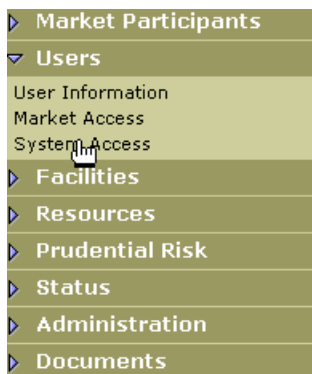 Market Participants
Users
User Information
Market Access
System Access
Facilities
Resources
Prudential Risk
Status
Administration
Documents